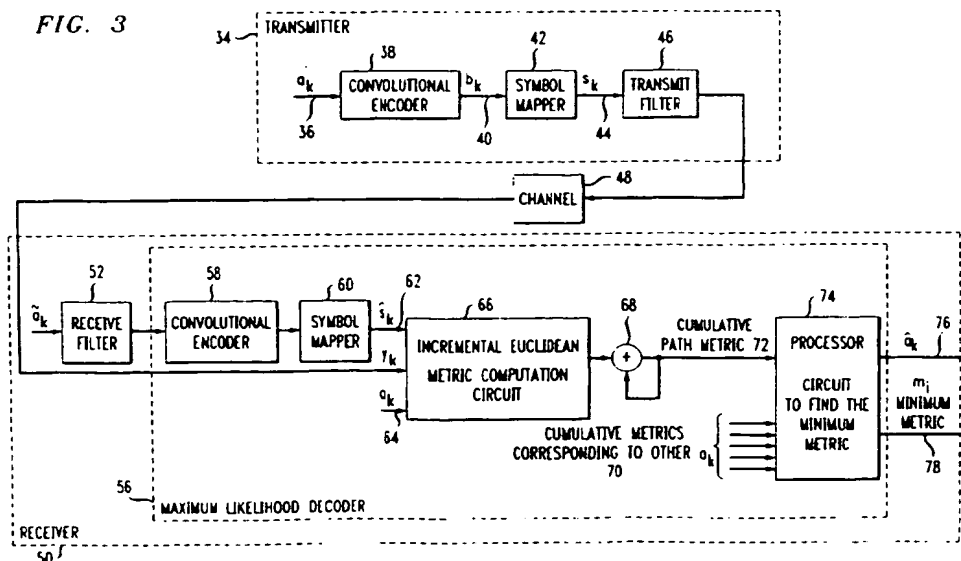 FIG. 3
TRANSMITTER
34
38
42
46
a_k
CONVOLUTIONAL
ENCODER
b_k
SYMBOL
MAPPER
s_k
TRANSMIT
FILTER
36
40
44
48
CHANNEL
52
58
60
62
66
68
74
ã_k
RECEIVE
FILTER
CONVOLUTIONAL
ENCODER
SYMBOL
MAPPER
ŝ_k
y_k
a_k
64
INCREMENTAL EUCLIDEAN
METRIC COMPUTATION
CIRCUIT
+
CUMULATIVE
PATH METRIC 72
PROCESSOR
CIRCUIT
TO FIND THE
MINIMUM
METRIC
â_k
76
m_i
MINIMUM
METRIC
78
CUMULATIVE METRICS
CORRESPONDING TO OTHER a_k
70
56
MAXIMUM LIKELIHOOD DECODER
RECEIVER
50